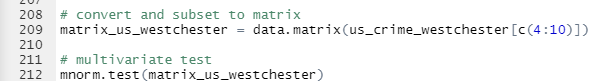 207
208 # convert and subset to matrix
209 matrix_us_westchester = data.matrix(us_crime_westchester[c(4:10)])
210
211 # multivariate test
212 mnorm.test(matrix_us_westchester)